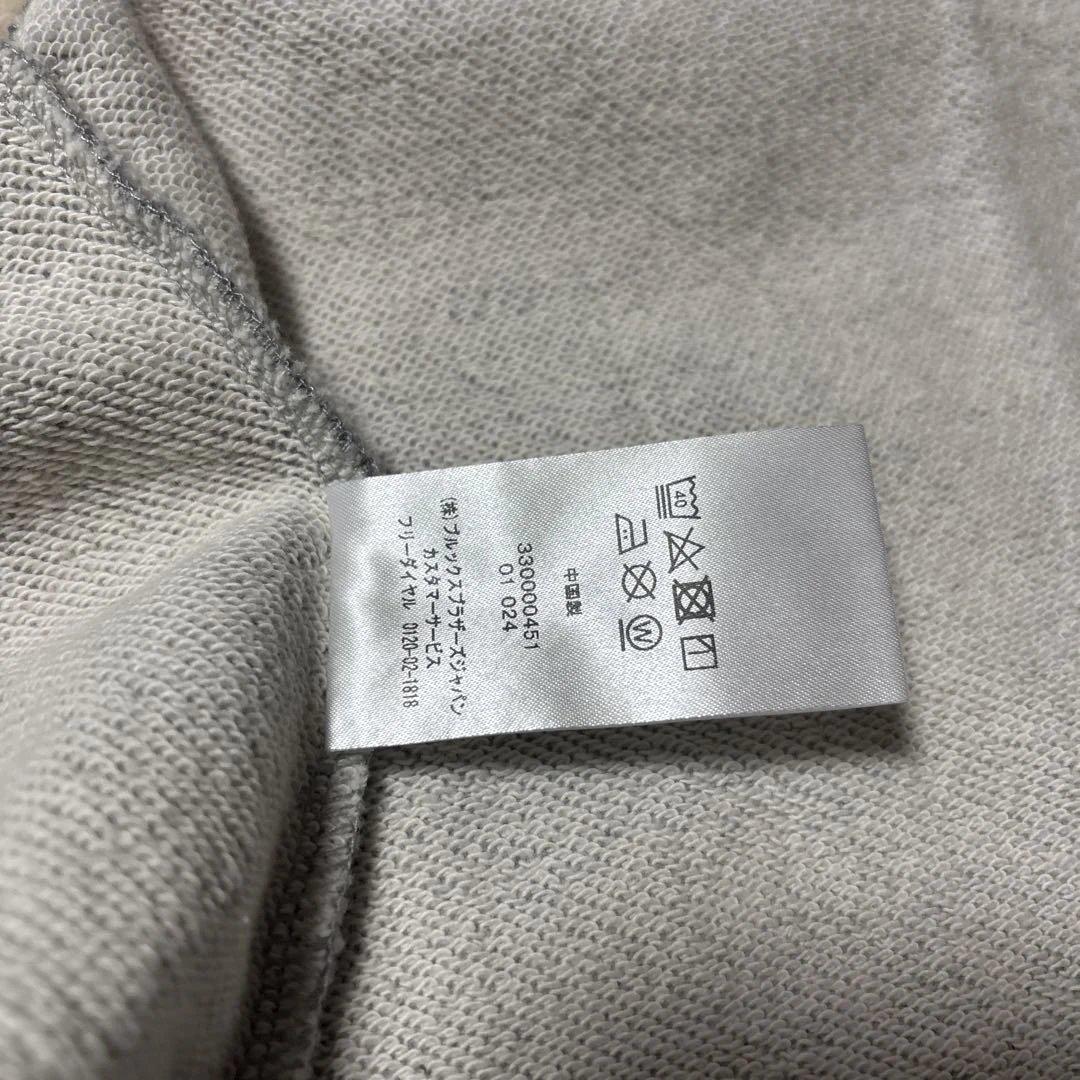 40
W
中国製
330000451
01 024
(株)ブルックスブラザーズジャパン
カスタマーサービス
フリーダイヤル 0120-02-1818